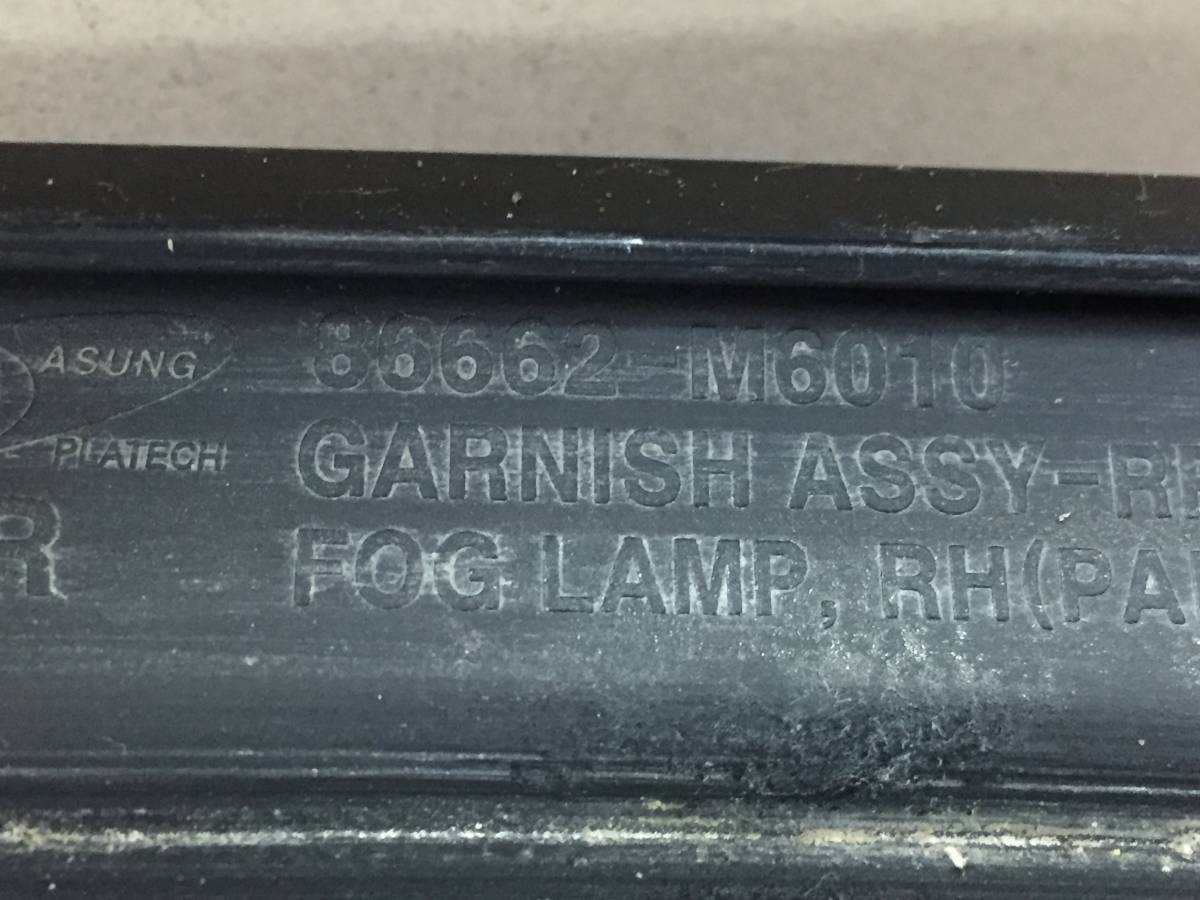 ASUNG
PLATECH
R
86662-M6010
GARNISH ASSY-R
FOG LAMP, RH(PA